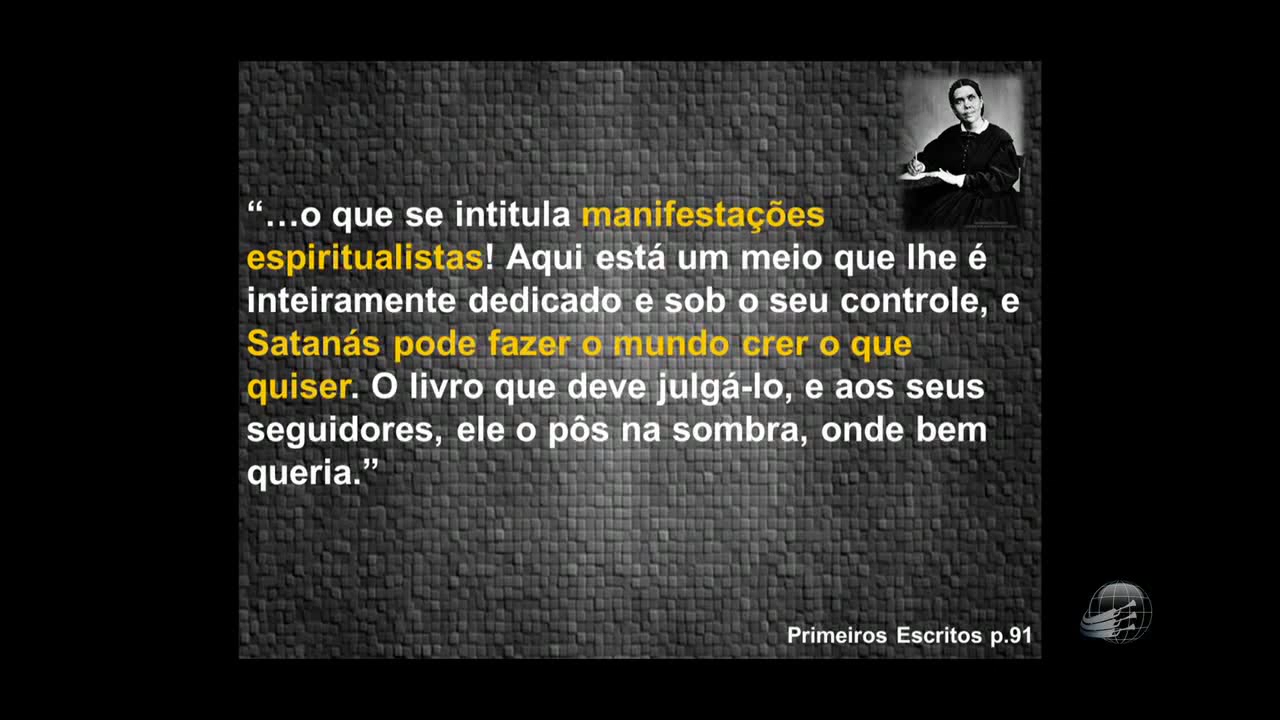 “…o que se intitula manifestações
espiritualistas! Aqui está um meio que lhe é
inteiramente dedicado e sob o seu controle, e
Satanás pode fazer o mundo crer o que
quiser. O livro que deve julgá-lo, e aos seus
seguidores, ele o pôs na sombra, onde bem
queria.”
Primeiros Escritos p.91